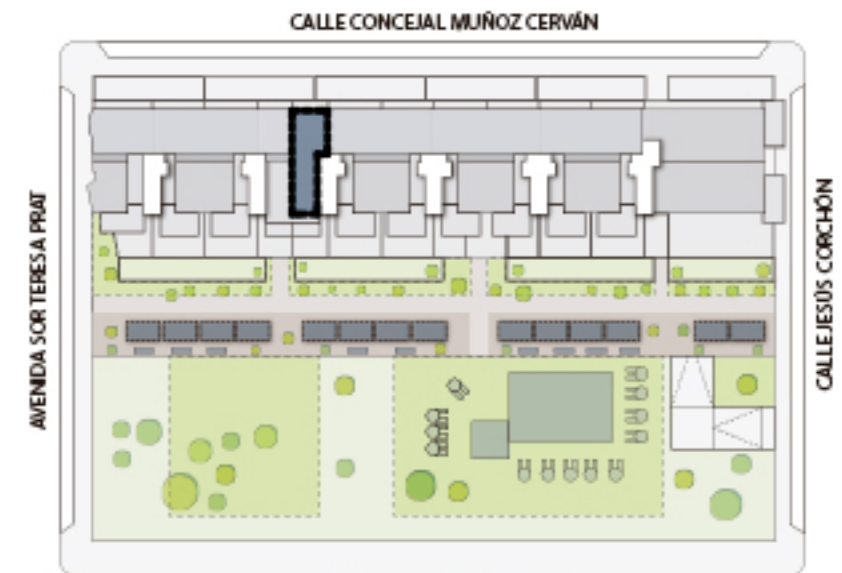 CALLE CONCEJAL MUÑOZ CERVÁN
AVENIDA SOR TERESA PRAT
CALLE JESÚS CORCHÓN